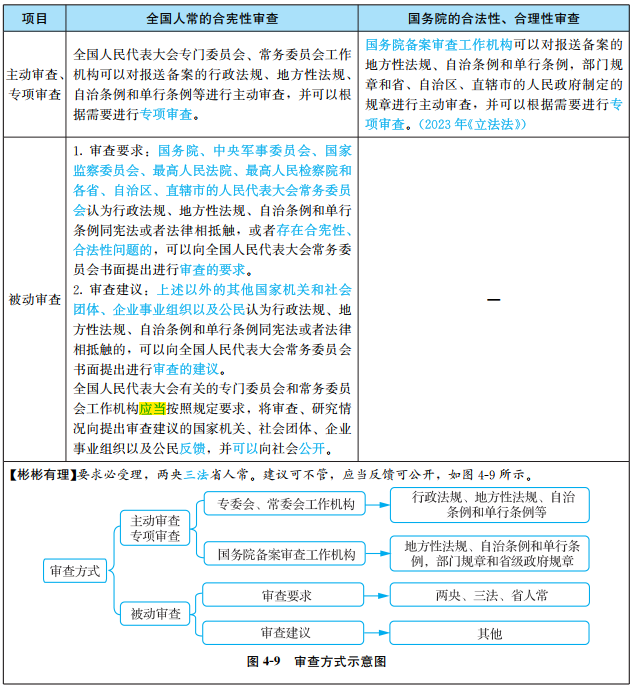 项目
全国人常的合宪性审查
国务院的合法性、合理性审查
主动审查、
专项审查
全国人民代表大会专门委员会、常务委员会工作
机构可以对报送备案的行政法规、地方性法规、
自治条例和单行条例等进行主动审查，并可以根
据需要进行专项审查。
国务院备案审查工作机构可以对报送备案的
地方性法规、自治条例和单行条例，部门规
章和省、自治区、直辖市的人民政府制定的
规章进行主动审查，并可以根据需要进行专
项审查。（2023年《立法法》）
被动审查
1. 审查要求：国务院、中央军事委员会、国家
监察委员会、最高人民法院、最高人民检察院和
各省、自治区、直辖市的人民代表大会常务委员
会认为行政法规、地方性法规、自治条例和单行
条例同宪法或者法律相抵触，或者存在合宪性、
合法性问题的，可以向全国人民代表大会常务委
员会书面提出进行审查的要求。
2. 审查建议：上述以外的其他国家机关和社会
团体、企业事业组织以及公民认为行政法规、地
方性法规、自治条例和单行条例同宪法或者法律
相抵触的，可以向全国人民代表大会常务委员会
书面提出进行审查的建议。
全国人民代表大会有关的专门委员会和常务委员
会工作机构应当按照规定要求，将审查、研究情
况向提出审查建议的国家机关、社会团体、企业
事业组织以及公民反馈，并可以向社会公开。
—
【彬彬有理】要求必受理，两央三法省人常。建议可不管，应当反馈可公开，如图4-9所示。
审查方式
主动审查
专项审查
专委会、常委会工作机构
行政法规、地方性法规、自治
条例和单行条例等
国务院备案审查工作机构
地方性法规、自治条例和单行条
例，部门规章和省级政府规章
被动审查
审查要求
两央、三法、省人常
审查建议
其他
图4-9 审查方式示意图